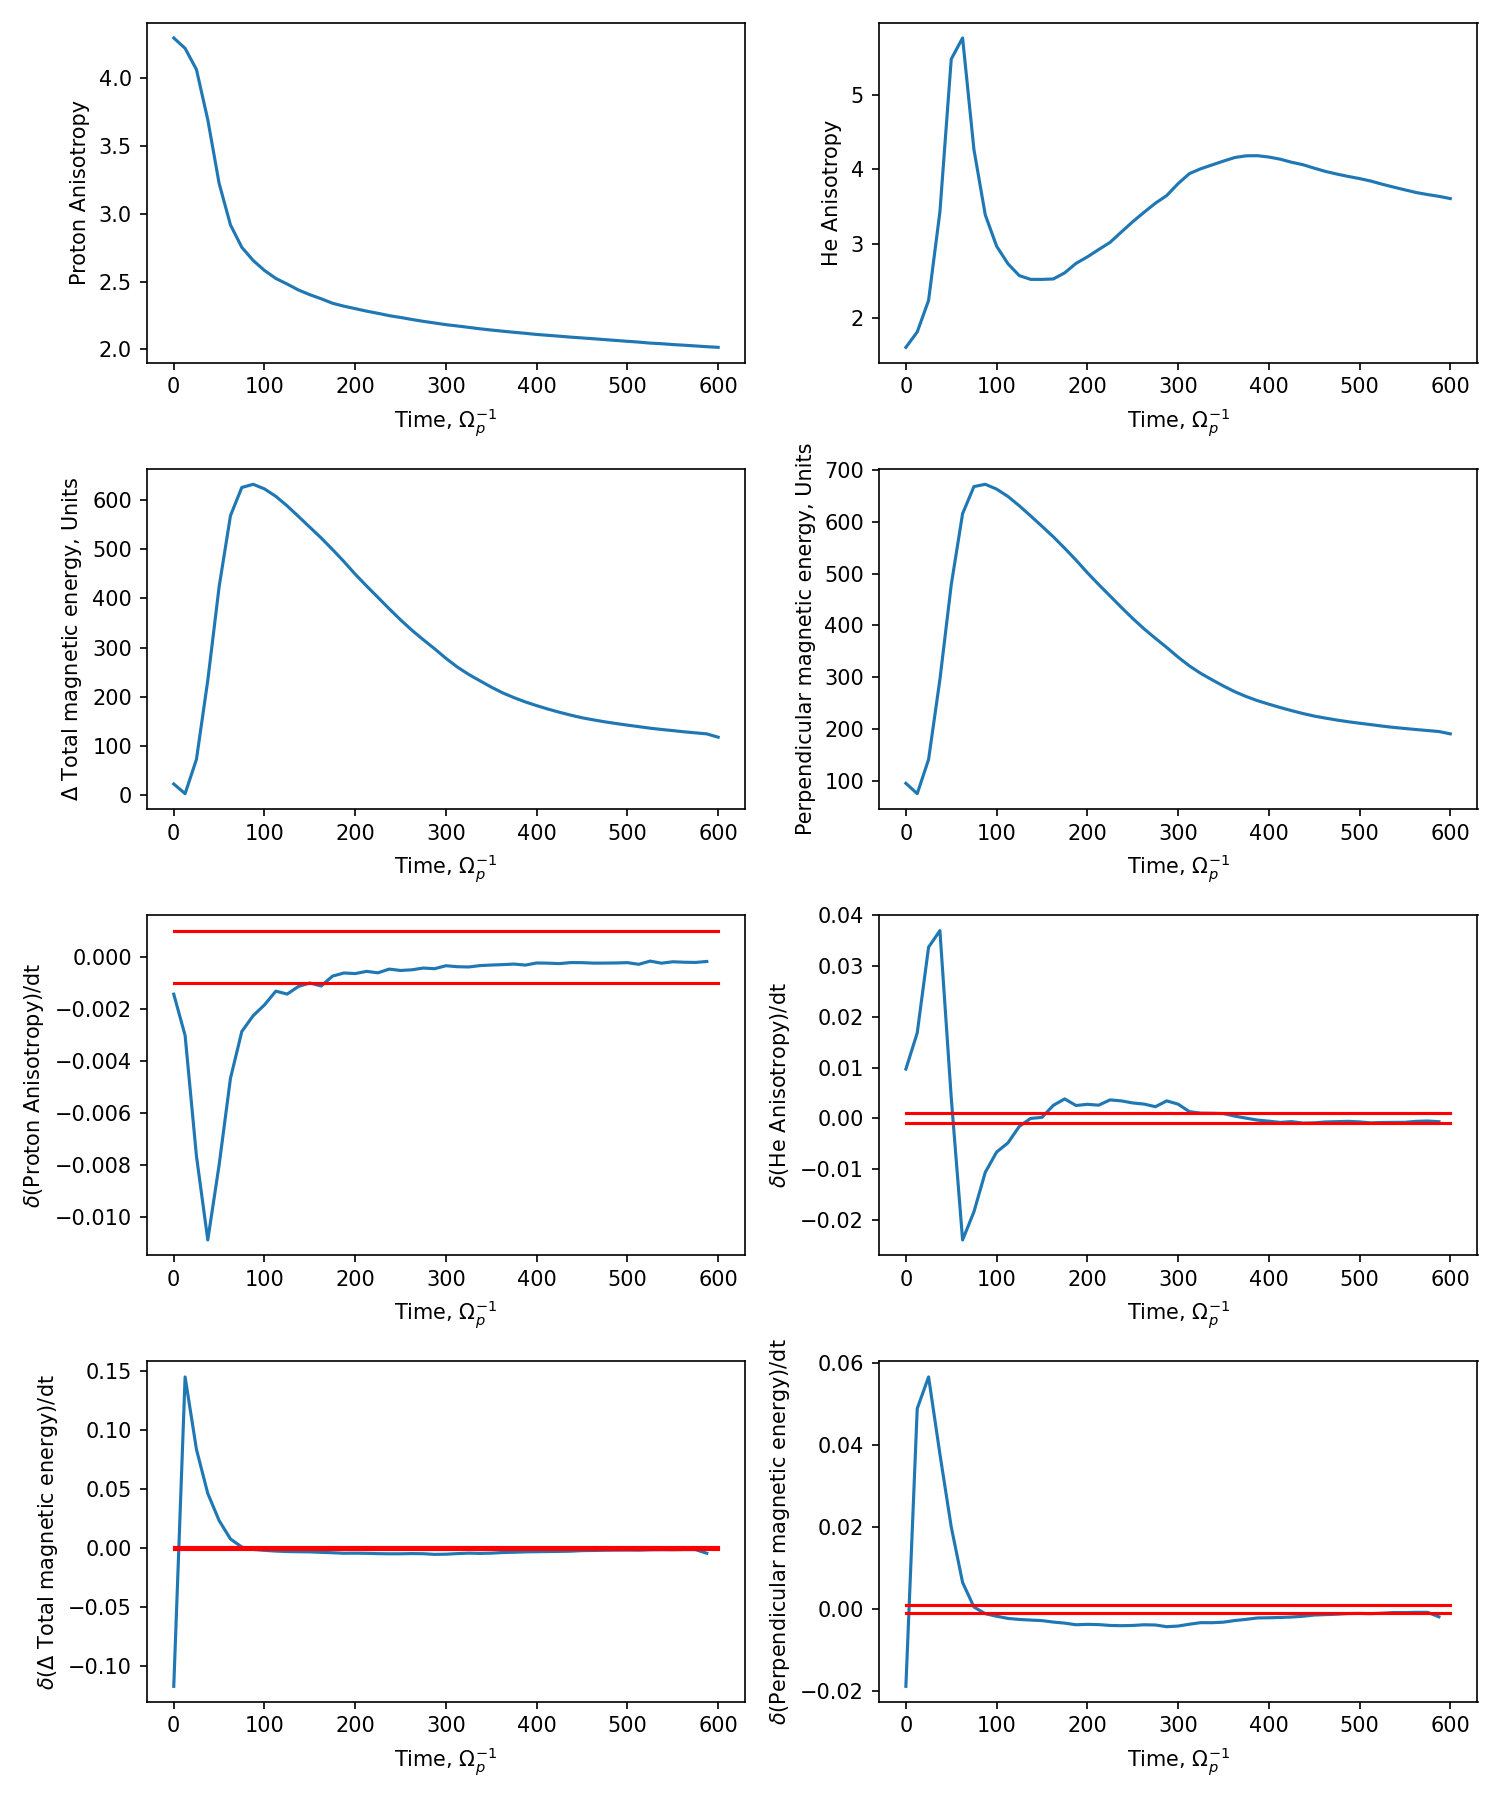 Proton Anisotropy
4.0
3.5
3.0
2.5
2.0
0 100 200 300 400 500 600
Time, Ω_p^{-1}
He Anisotropy
5
4
3
2
0 100 200 300 400 500 600
Time, Ω_p^{-1}
Δ Total magnetic energy, Units
600
500
400
300
200
100
0
0 100 200 300 400 500 600
Time, Ω_p^{-1}
Perpendicular magnetic energy, Units
700
600
500
400
300
200
100
0 100 200 300 400 500 600
Time, Ω_p^{-1}
δ(Proton Anisotropy)/dt
0.000
−0.002
−0.004
−0.006
−0.008
−0.010
0 100 200 300 400 500 600
Time, Ω_p^{-1}
δ(He Anisotropy)/dt
0.04
0.03
0.02
0.01
0.00
−0.01
−0.02
0 100 200 300 400 500 600
Time, Ω_p^{-1}
δ(Δ Total magnetic energy)/dt
0.15
0.10
0.05
0.00
−0.05
−0.10
0 100 200 300 400 500 600
Time, Ω_p^{-1}
δ(Perpendicular magnetic energy)/dt
0.06
0.04
0.02
0.00
−0.02
0 100 200 300 400 500 600
Time, Ω_p^{-1}